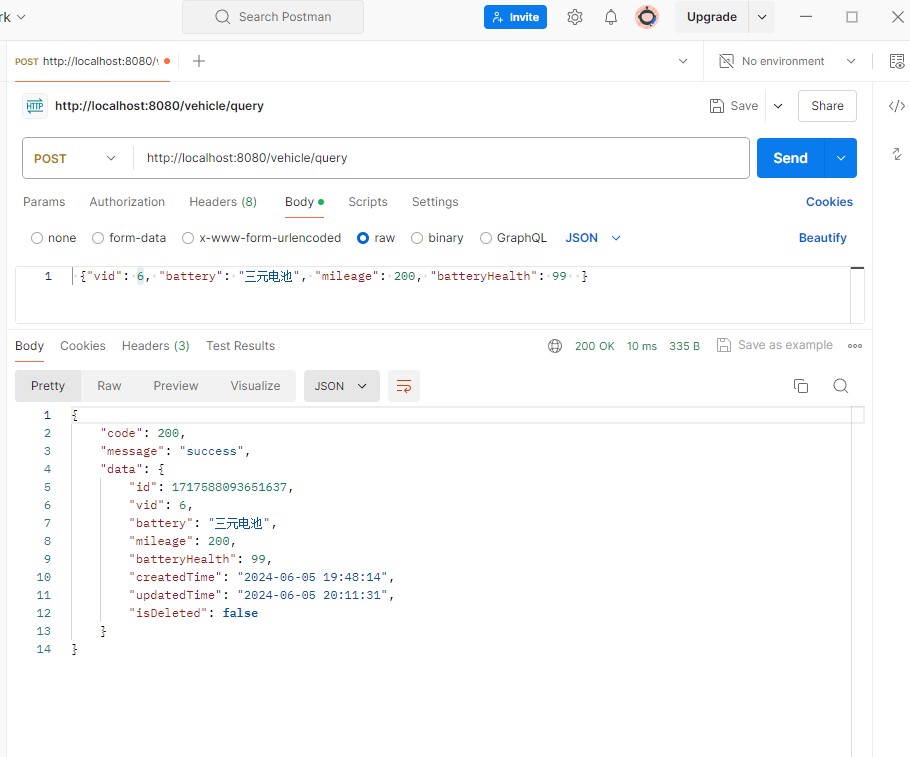 rk
Search Postman
Invite
Upgrade
POST http://localhost:8080/v
No environment
HTTP http://localhost:8080/vehicle/query
Save
Share
POST
http://localhost:8080/vehicle/query
Send
Params Authorization Headers (8) Body Scripts Settings
Cookies
none form-data x-www-form-urlencoded raw binary GraphQL JSON
Beautify
1 {"vid": 6, "battery": "三元电池", "mileage": 200, "batteryHealth": 99 }
Body Cookies Headers (3) Test Results
200 OK 10 ms 335 B Save as example
Pretty Raw Preview Visualize JSON
1 {
2 "code": 200,
3 "message": "success",
4 "data": {
5 "id": 1717588093651637,
6 "vid": 6,
7 "battery": "三元电池",
8 "mileage": 200,
9 "batteryHealth": 99,
10 "createdTime": "2024-06-05 19:48:14",
11 "updatedTime": "2024-06-05 20:11:31",
12 "isDeleted": false
13 }
14 }